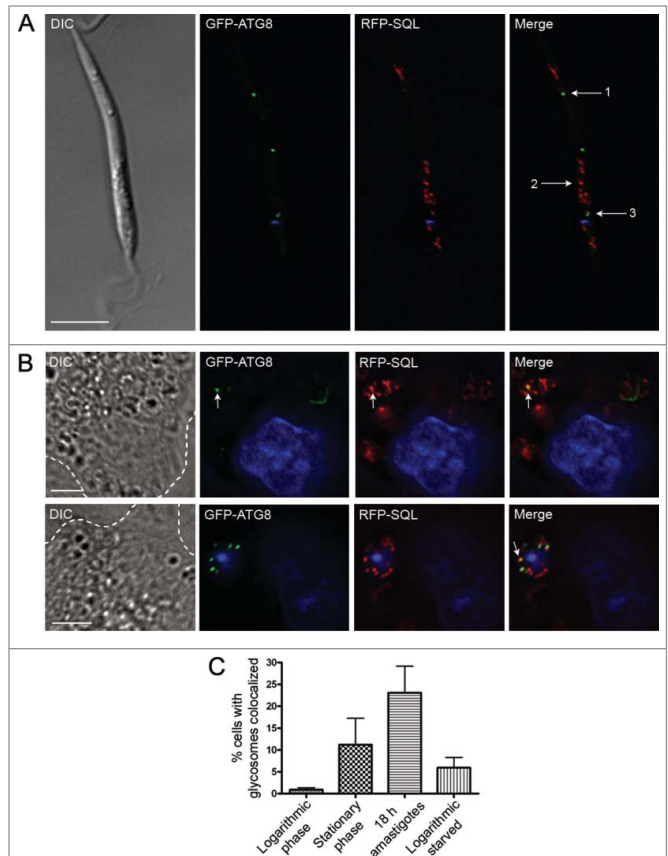 A
DIC GFP-ATG8 RFP-SQL Merge
1
2
3
B
DIC GFP-ATG8 RFP-SQL Merge
DIC GFP-ATG8 RFP-SQL Merge
C
% cells with
glycosomes colocalized
30
25
20
15
10
5
0
Logarithmic
phase
Stationary
phase
18 h
amastigotes
Logarithmic
starved